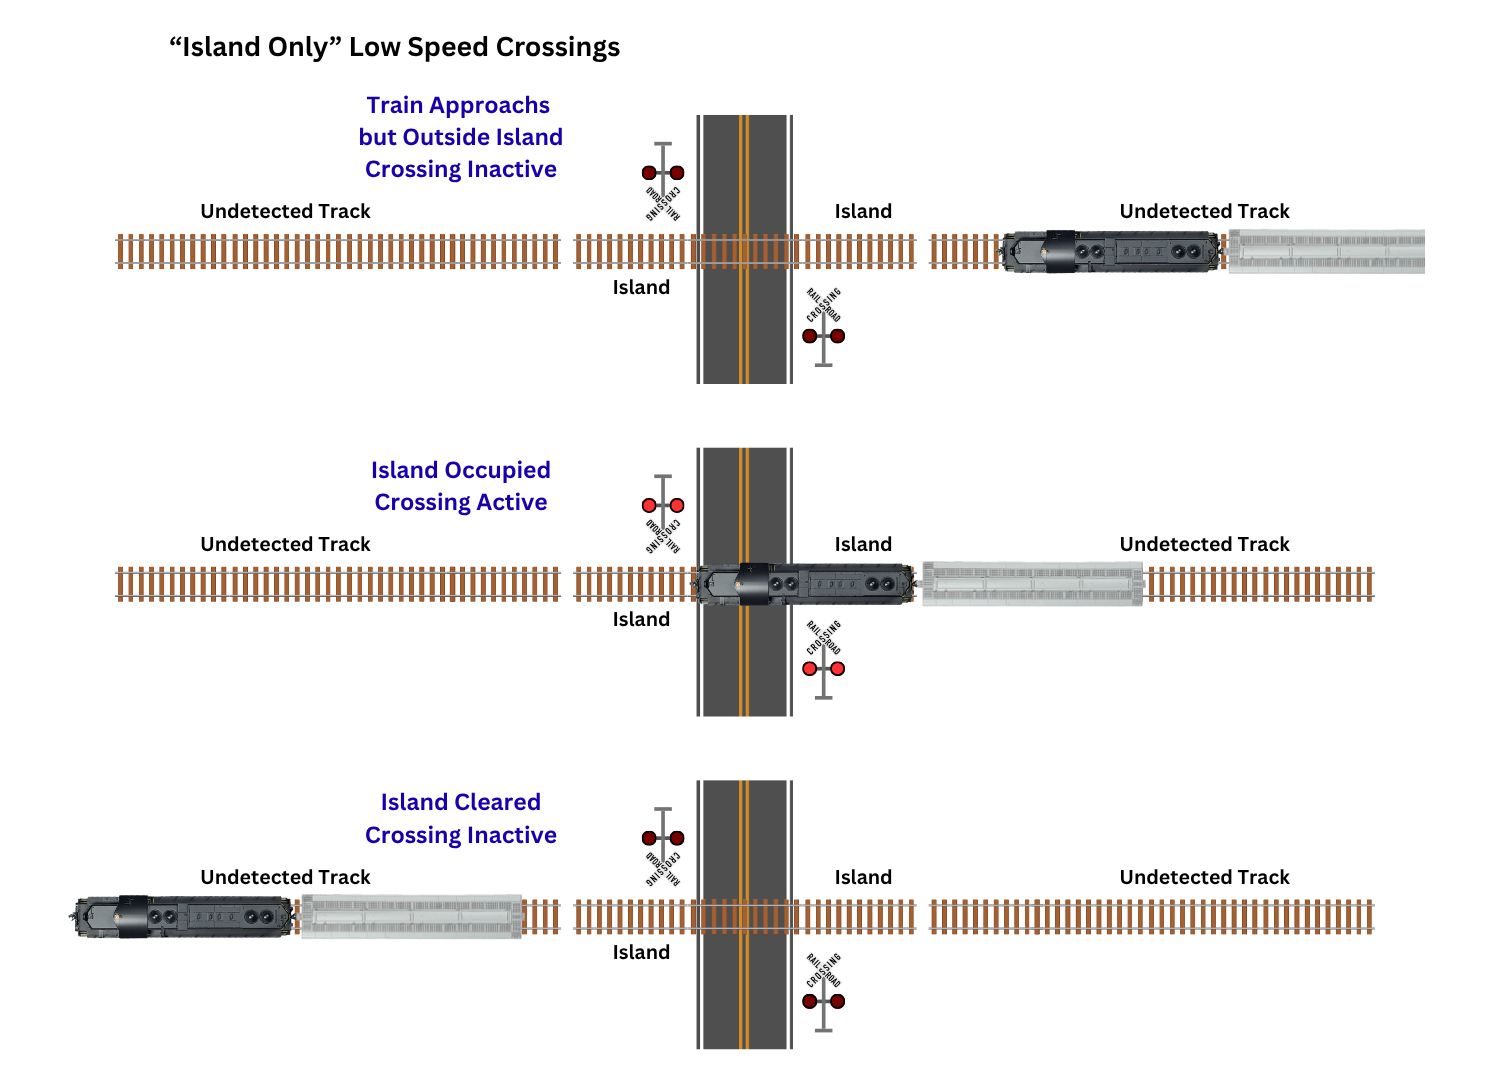 “Island Only” Low Speed Crossings
Train Approachs
but Outside Island
Crossing Inactive
RAILROAD
CROSSING
Undetected Track
Island
Undetected Track
Island
RAILROAD
CROSSING
Island Occupied
Crossing Active
RAILROAD
CROSSING
Undetected Track
Island
Undetected Track
Island
RAILROAD
CROSSING
Island Cleared
Crossing Inactive
RAILROAD
CROSSING
Undetected Track
Island
Undetected Track
Island
RAILROAD
CROSSING